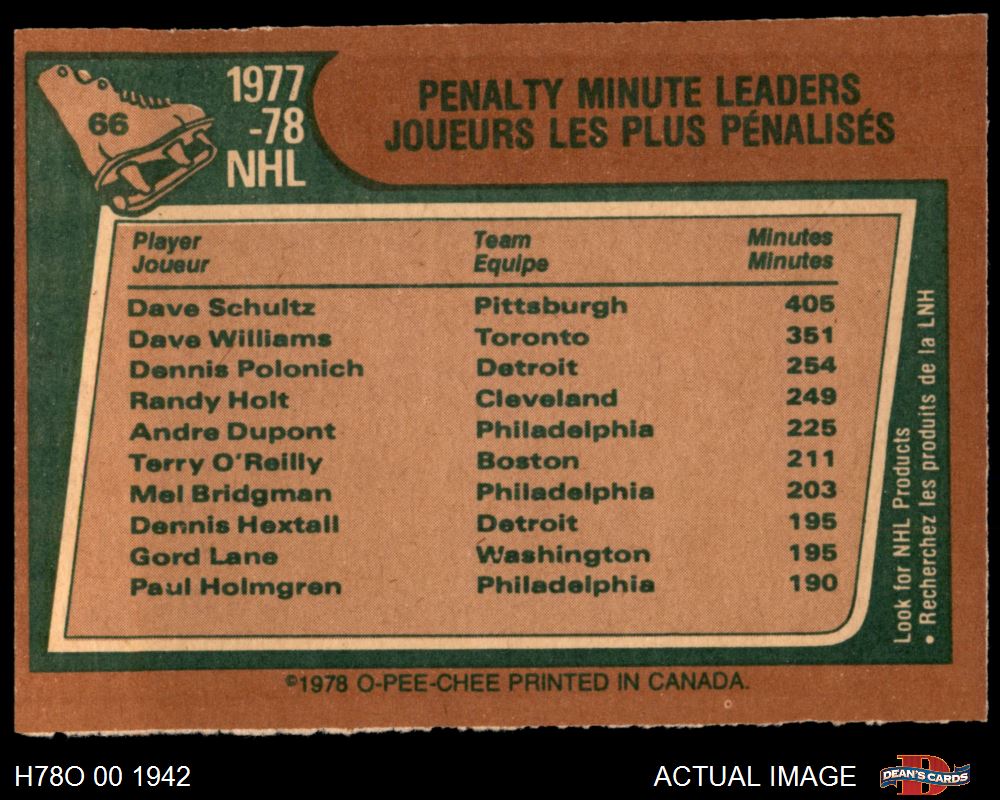 66
1977
-78
NHL
PENALTY MINUTE LEADERS
JOUEURS LES PLUS PÉNALISÉS
Player Team Minutes
Joueur Equipe Minutes
Dave Schultz Pittsburgh 405
Dave Williams Toronto 351
Dennis Polonich Detroit 254
Randy Holt Cleveland 249
Andre Dupont Philadelphia 225
Terry O'Reilly Boston 211
Mel Bridgman Philadelphia 203
Dennis Hextall Detroit 195
Gord Lane Washington 195
Paul Holmgren Philadelphia 190
Look for NHL Products
• Recherchez les produits de la LNH
©1978 O-PEE-CHEE PRINTED IN CANADA.
H78O 00 1942
ACTUAL IMAGE
D
DEAN'S CARDS